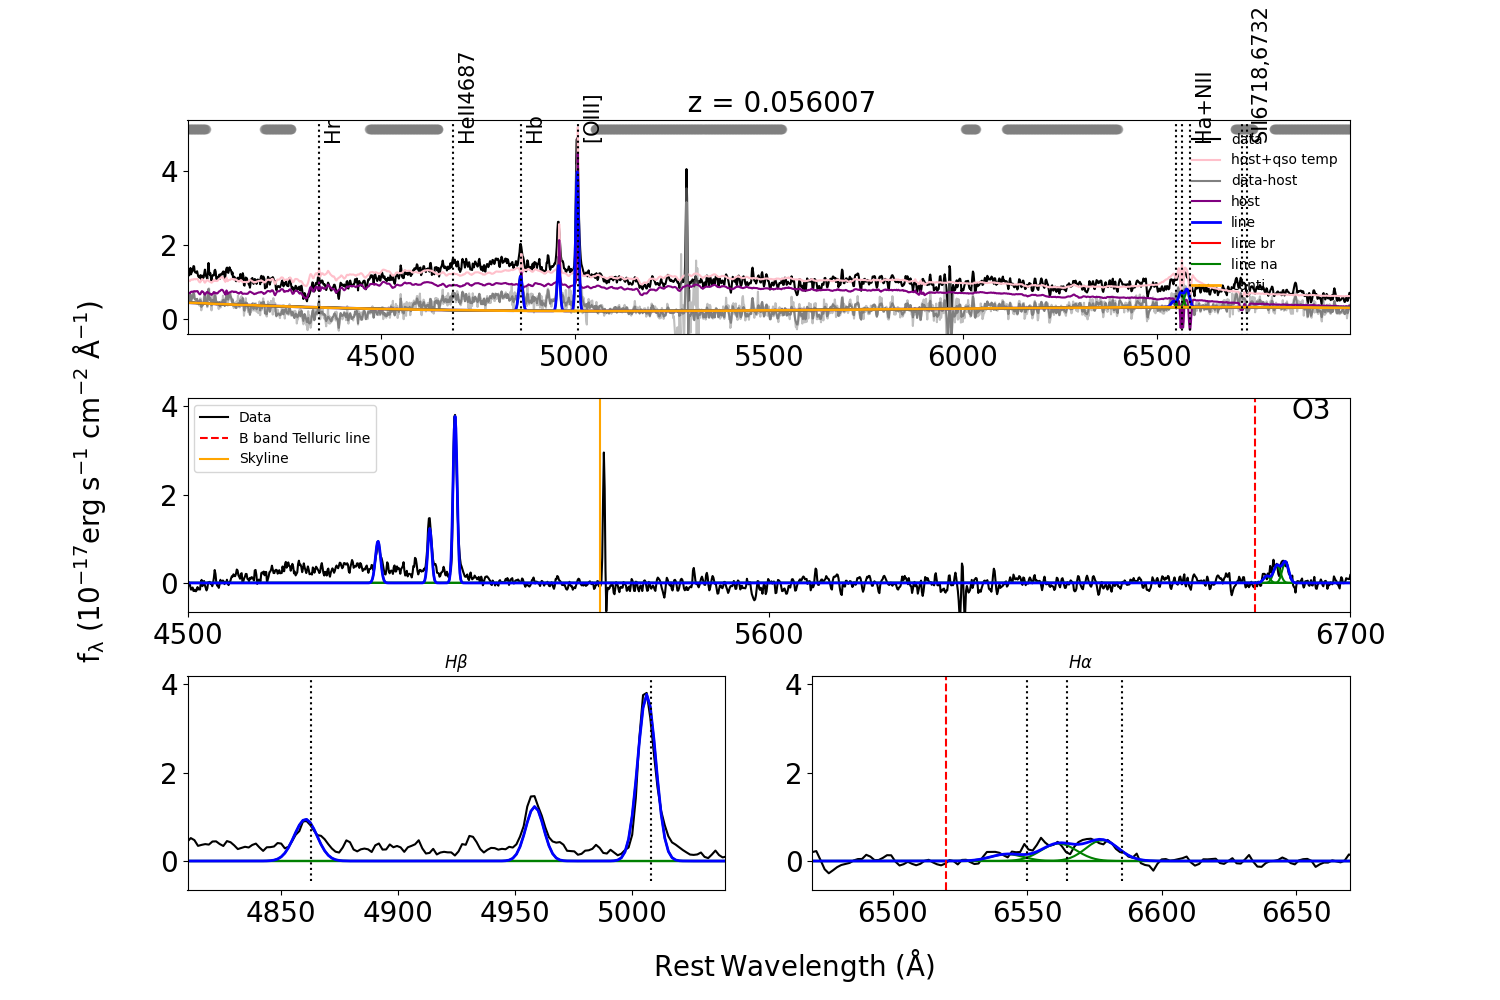 z = 0.056007
Hr
HeII4687
Hb
[OIII]
Ha+NII
SII6718,6732
data
host+qso temp
data-host
host
line
line br
line na
4
2
0
4500
5000
5500
6000
6500
fλ (10⁻¹⁷erg s⁻¹ cm⁻² Å⁻¹)
O3
Data
B band Telluric line
Skyline
4
2
0
4500
5600
6700
Hβ
4
2
0
4850
4900
4950
5000
Hα
4
2
0
6500
6550
6600
6650
Rest Wavelength (Å)